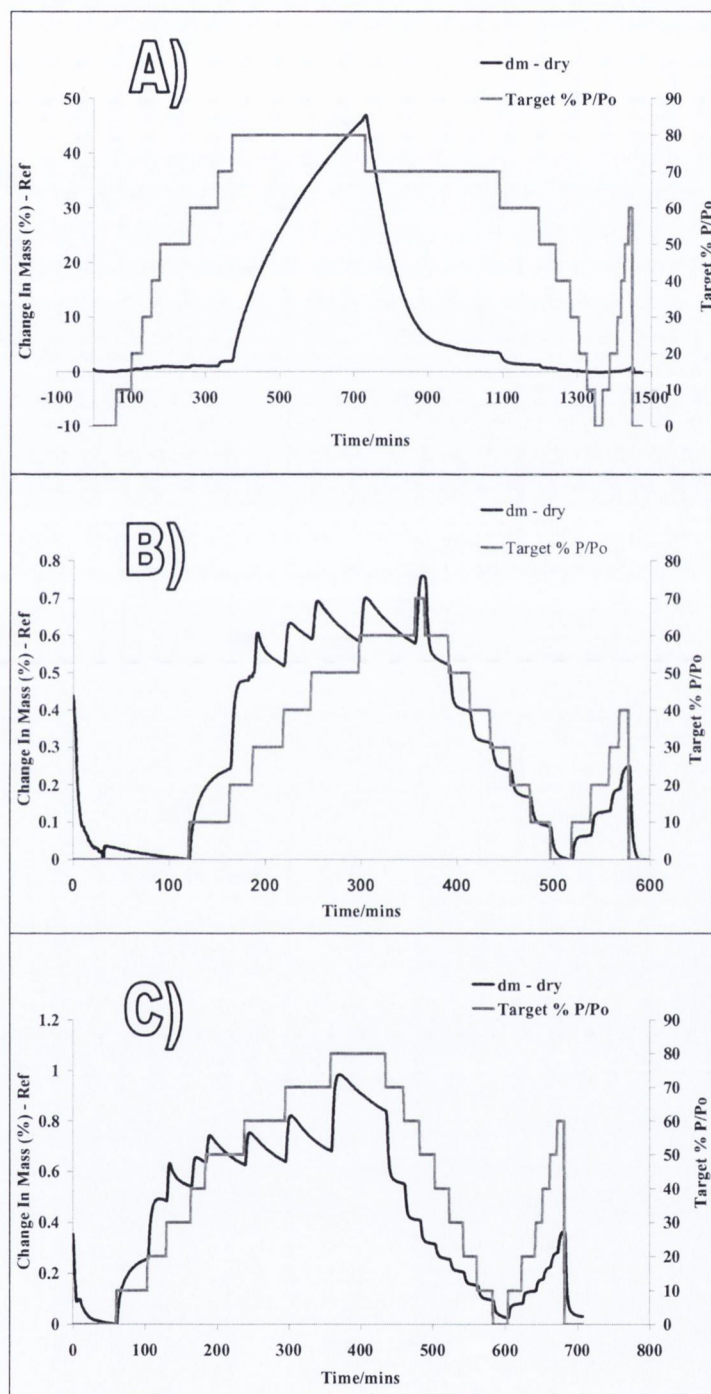 A)
dm - dry
Target % P/Po
50
40
30
20
10
0
-10
90
80
70
60
50
40
30
20
10
0
-100 100 300 500 700 900 1100 1300 1500
Change In Mass (%) - Ref
Target % P/Po
Time/mins
B)
dm - dry
Target % P/Po
0.8
0.7
0.6
0.5
0.4
0.3
0.2
0.1
0
80
70
60
50
40
30
20
10
0
0 100 200 300 400 500 600
Change In Mass (%) - Ref
Target % P/Po
Time/mins
C)
dm - dry
Target % P/Po
1.2
1
0.8
0.6
0.4
0.2
0
90
80
70
60
50
40
30
20
10
0
0 100 200 300 400 500 600 700 800
Change In Mass (%) - Ref
Target % P/Po
Time/mins